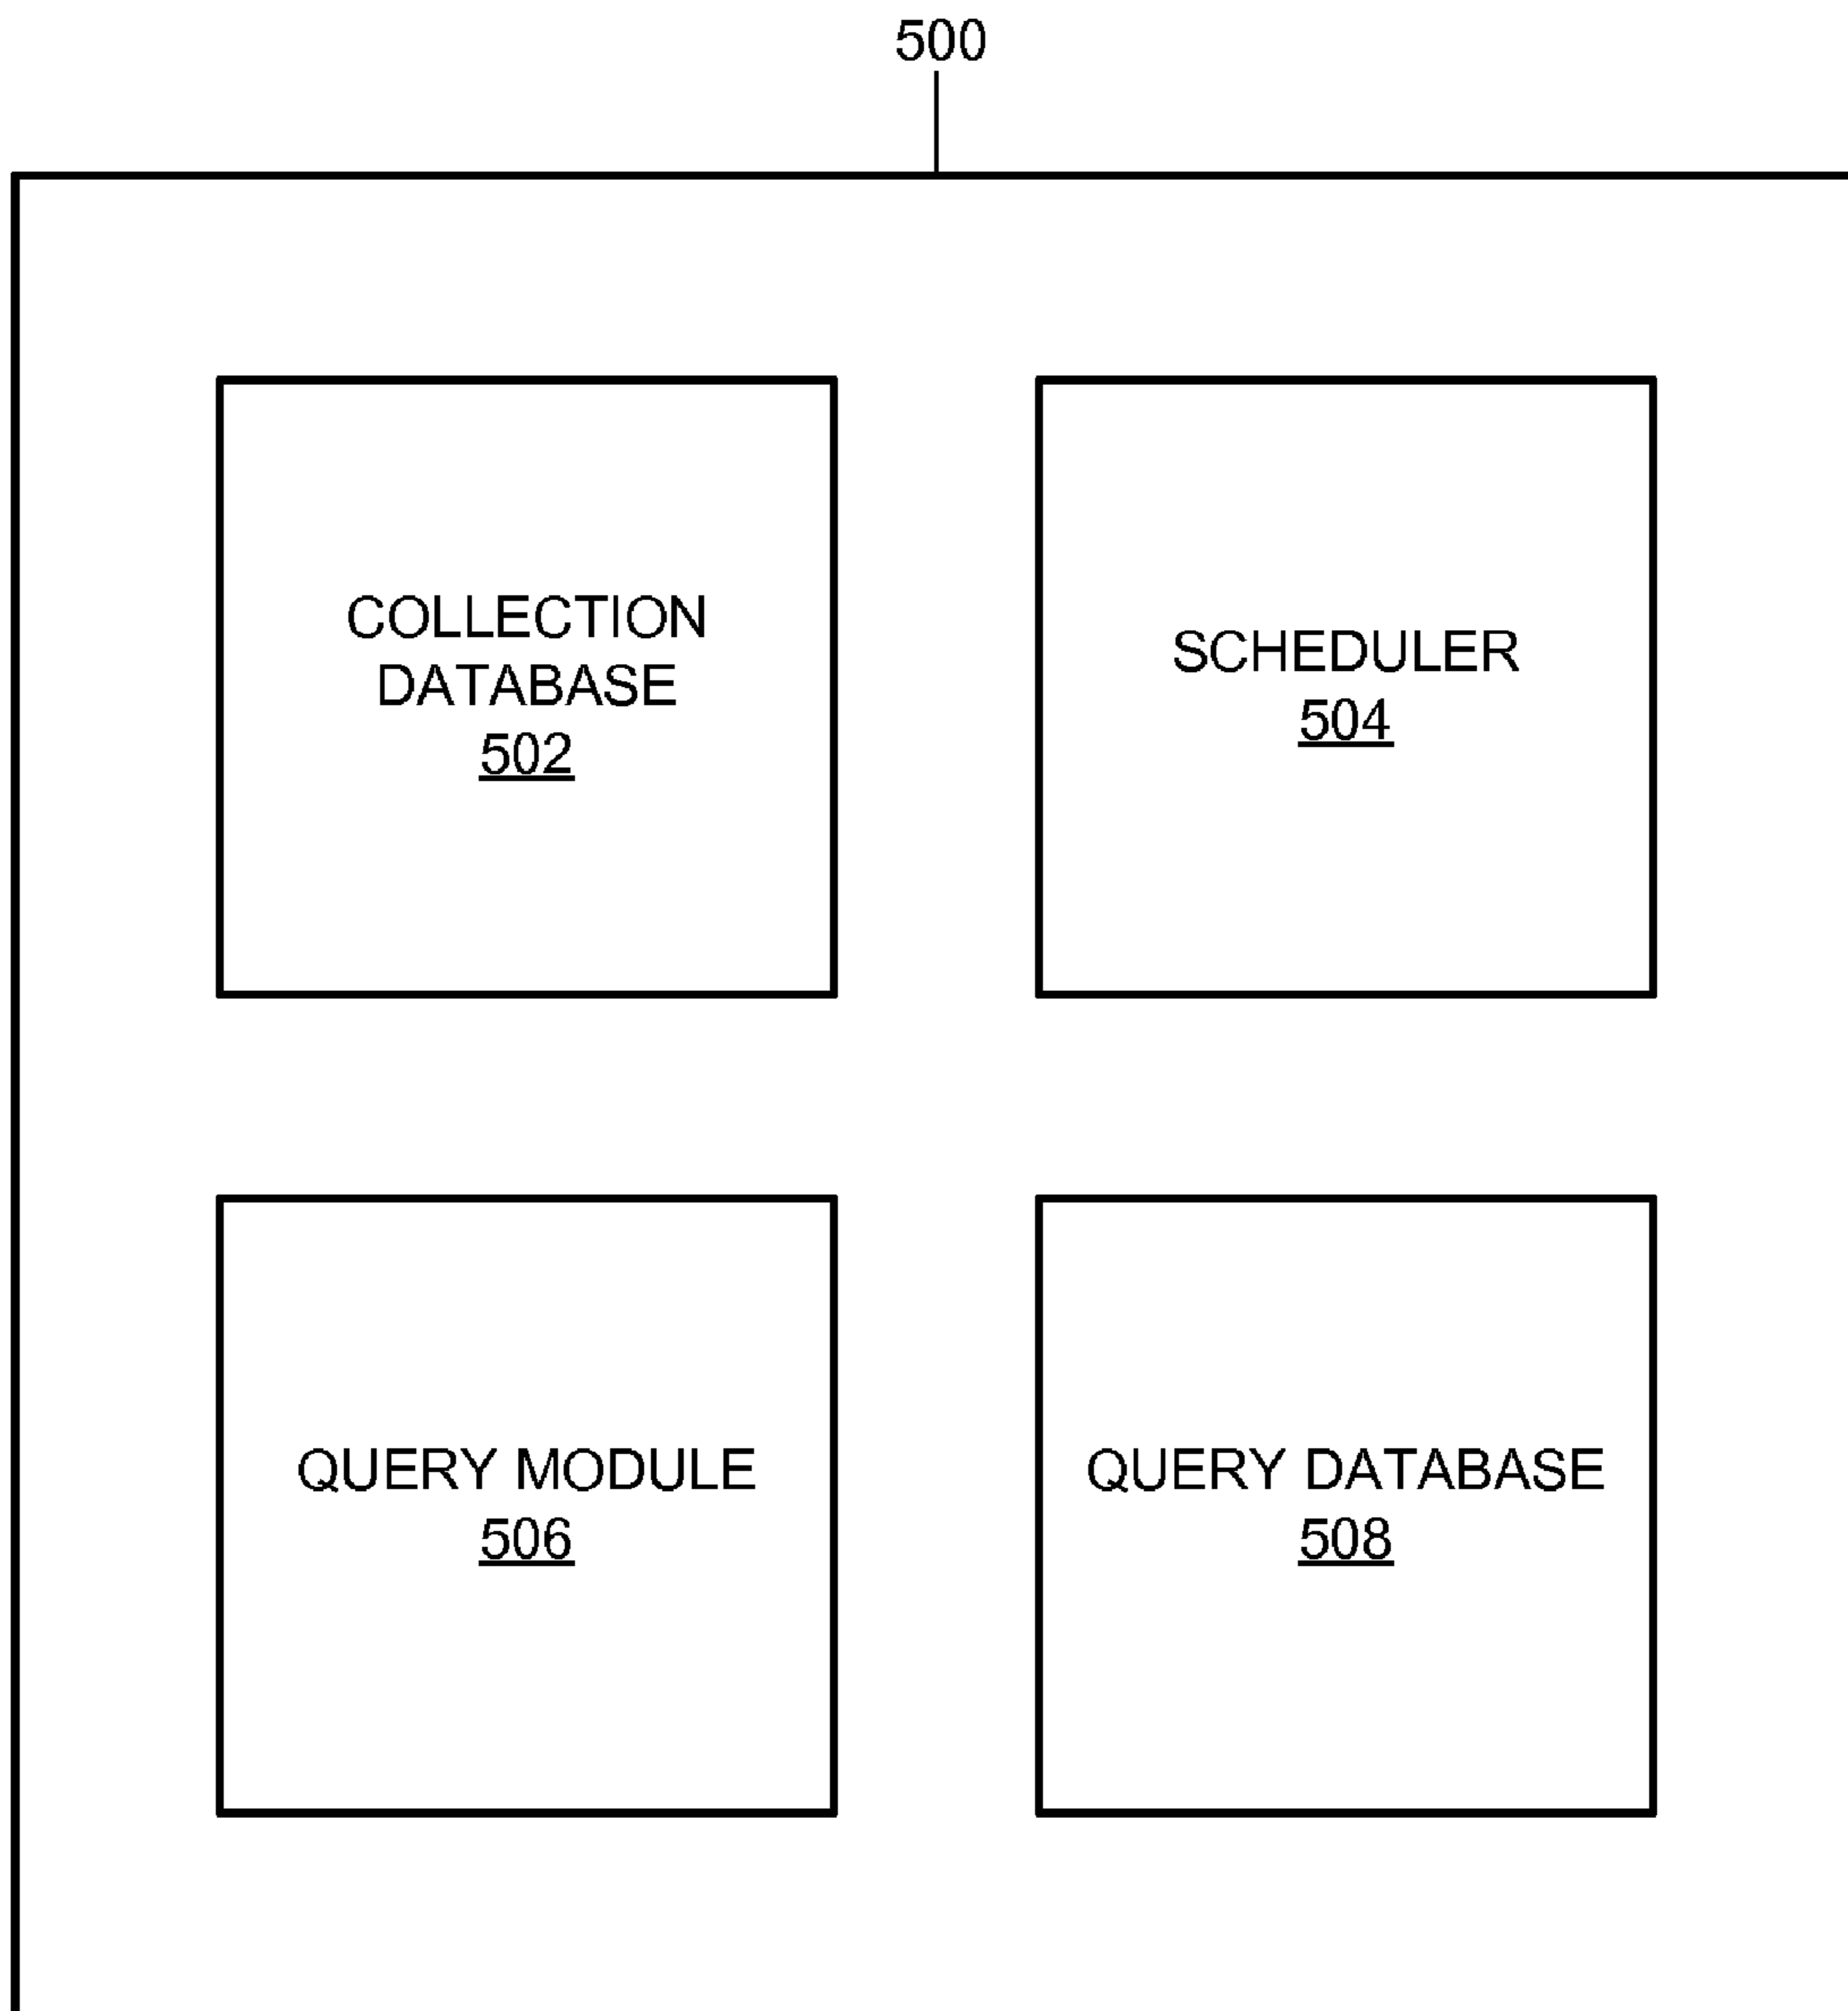 500
COLLECTION
DATABASE
502
SCHEDULER
504
QUERY MODULE
506
QUERY DATABASE
508